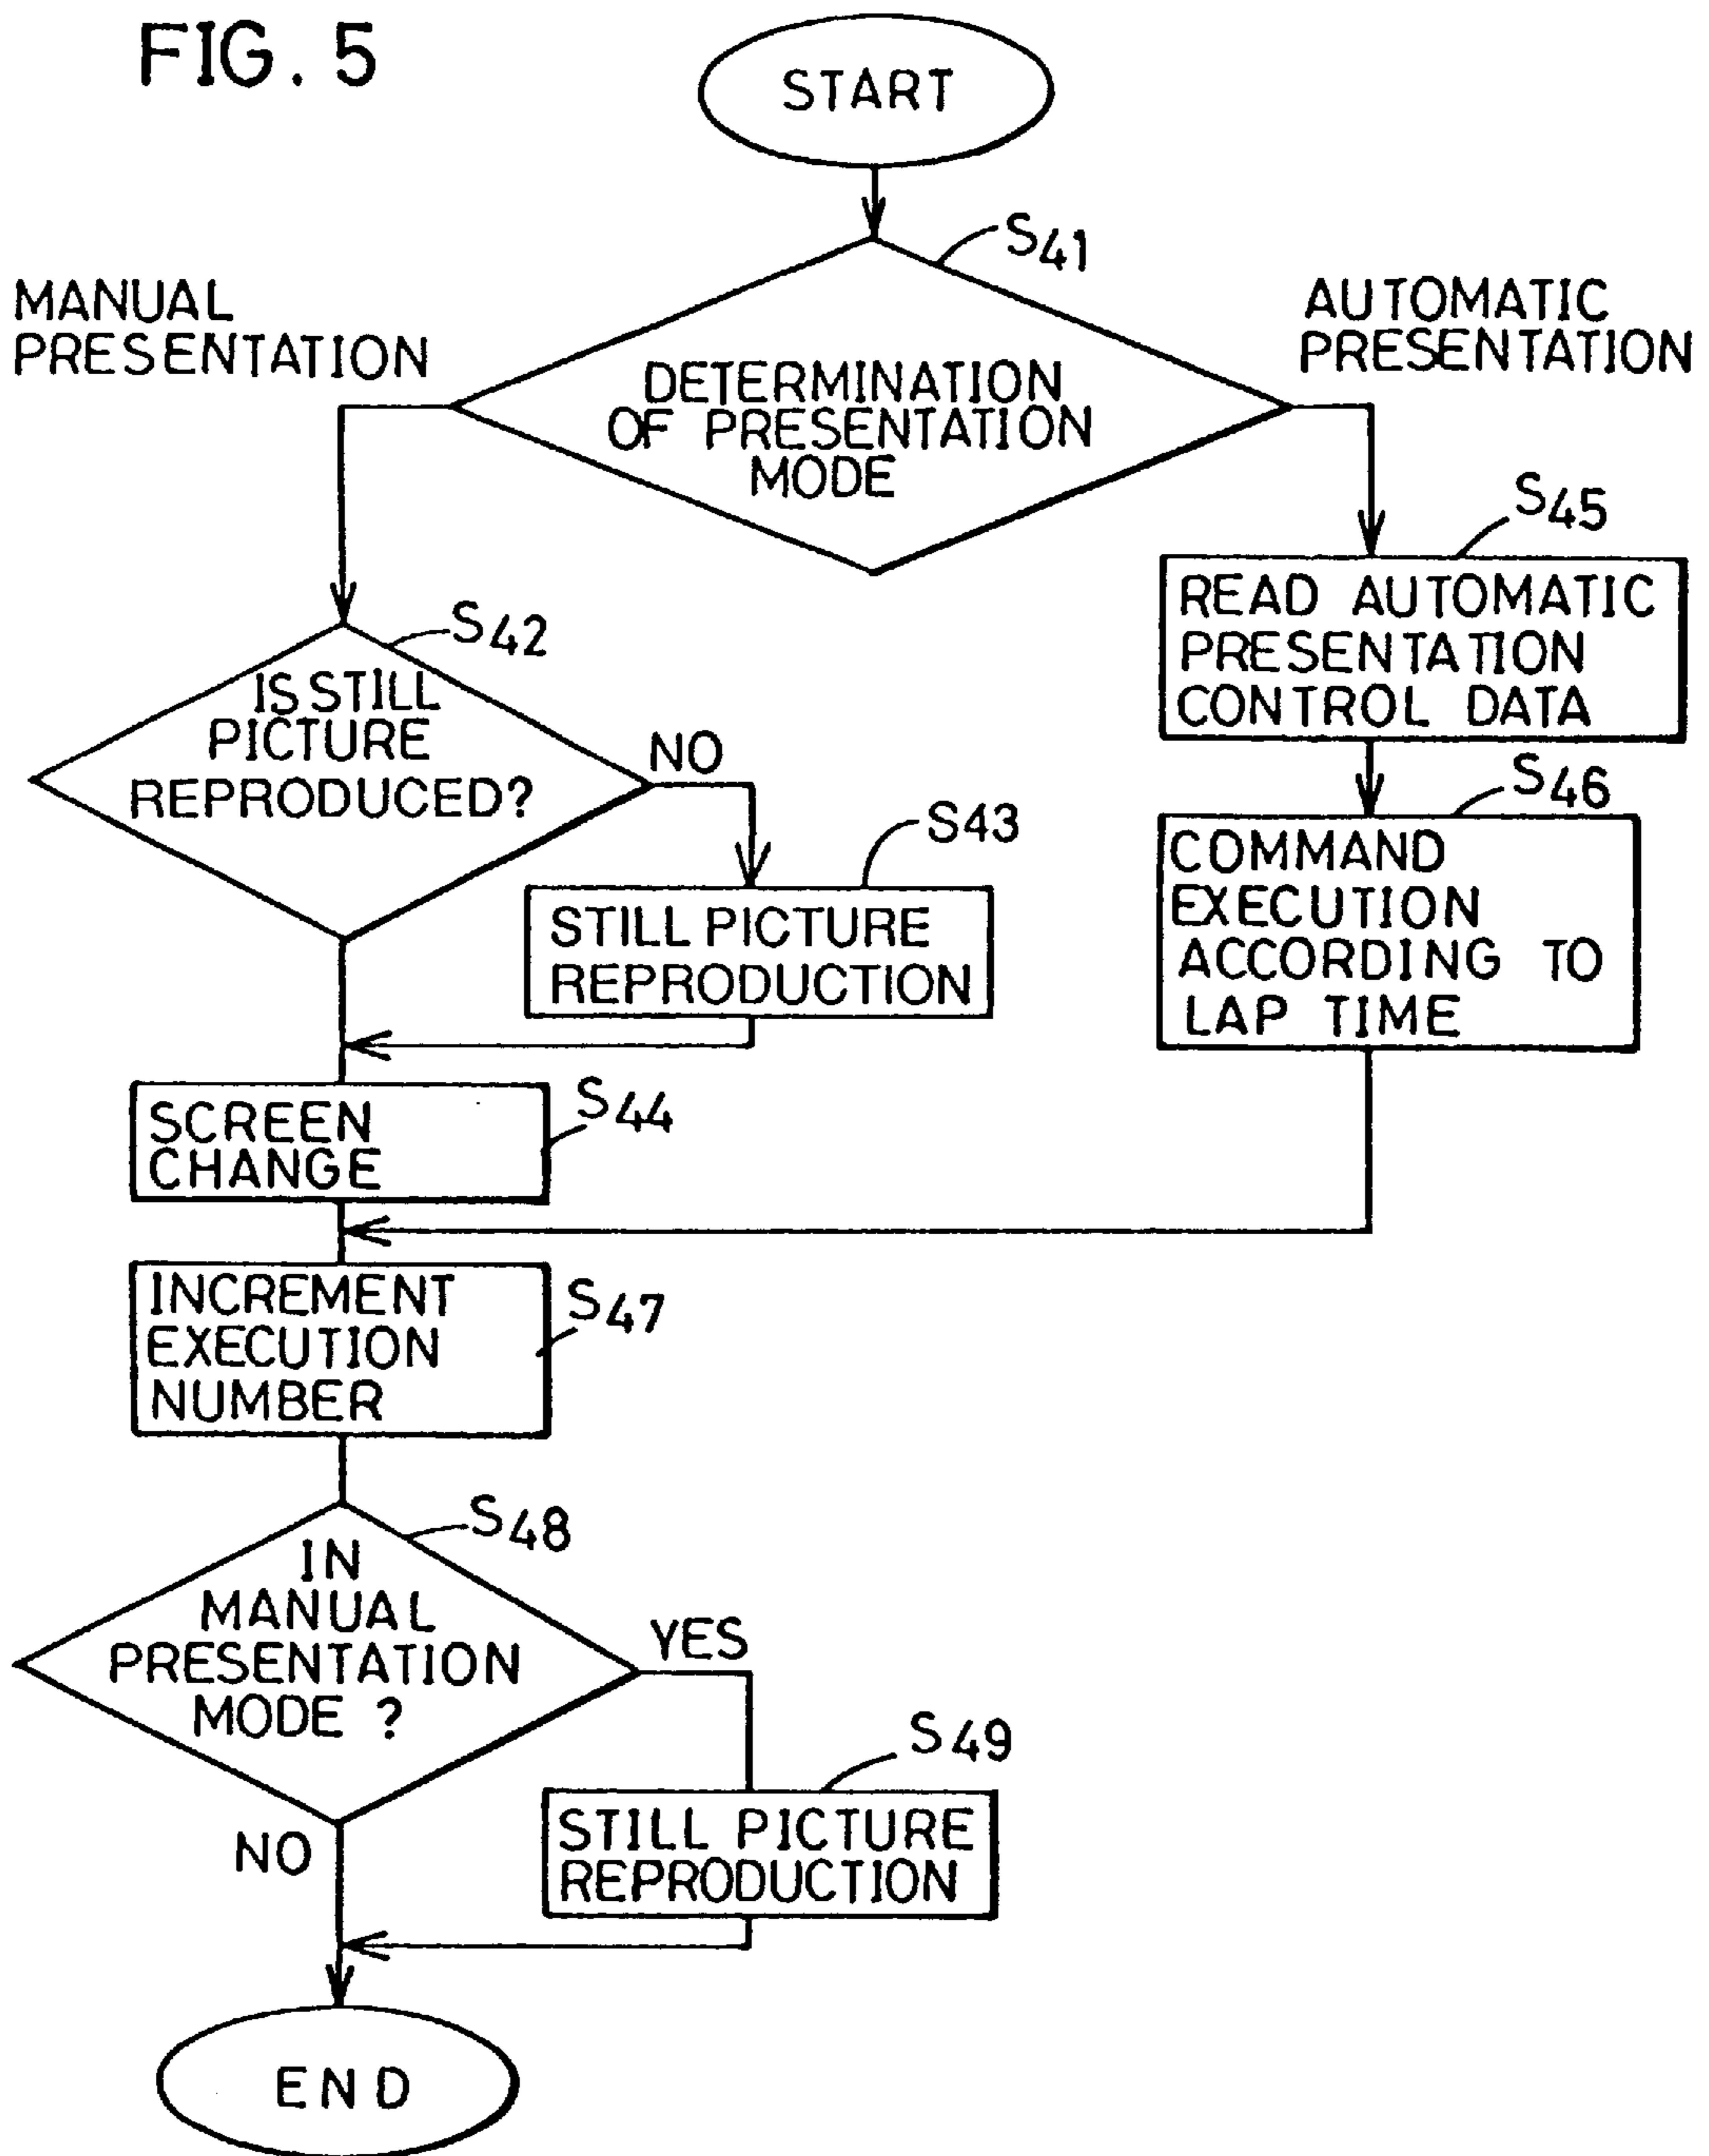 FIG. 5
START
S41
MANUAL
PRESENTATION
AUTOMATIC
PRESENTATION
DETERMINATION
OF PRESENTATION
MODE
S45
READ AUTOMATIC
PRESENTATION
CONTROL DATA
S42
IS STILL
PICTURE
REPRODUCED?
NO
S43
STILL PICTURE
REPRODUCTION
S46
COMMAND
EXECUTION
ACCORDING TO
LAP TIME
S44
SCREEN
CHANGE
S47
INCREMENT
EXECUTION
NUMBER
S48
IN
MANUAL
PRESENTATION
MODE ?
YES
NO
S49
STILL PICTURE
REPRODUCTION
END